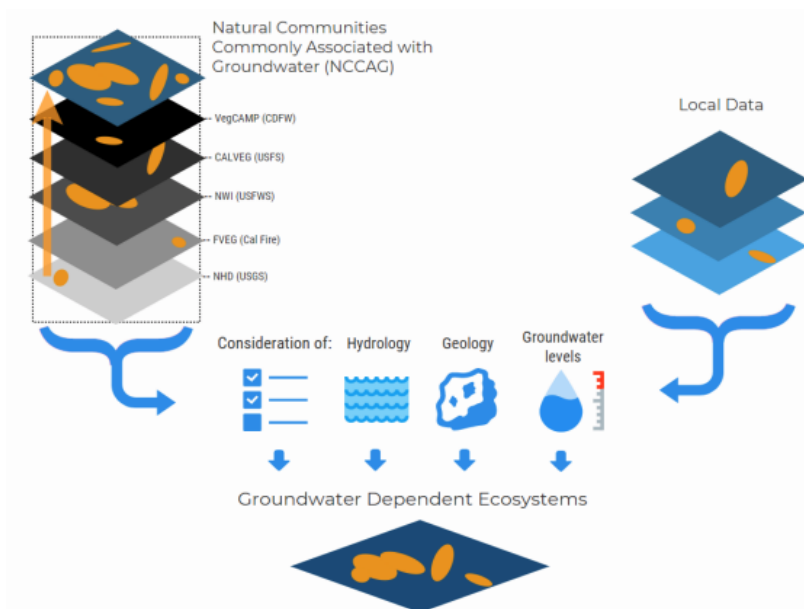 Natural Communities
Commonly Associated with
Groundwater (NCCAG)
VegCAMP (CDFW)
CALVEG (USFS)
NWI (USFWS)
FVEG (Cal Fire)
NHD (USGS)
Local Data
Consideration of:
Hydrology
Geology
Groundwater
levels
Groundwater Dependent Ecosystems